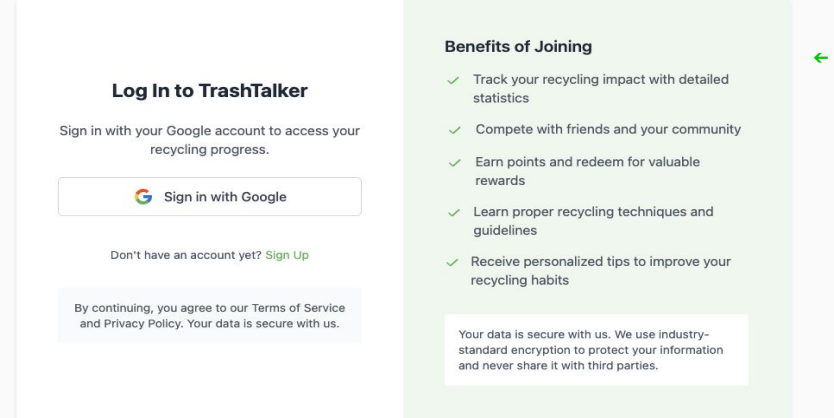 Log In to TrashTalker
Sign in with your Google account to access your
recycling progress.
Sign in with Google
Don't have an account yet? Sign Up
By continuing, you agree to our Terms of Service
and Privacy Policy. Your data is secure with us.
Benefits of Joining
Track your recycling impact with detailed
statistics
Compete with friends and your community
Earn points and redeem for valuable
rewards
Learn proper recycling techniques and
guidelines
Receive personalized tips to improve your
recycling habits
Your data is secure with us. We use industry-
standard encryption to protect your information
and never share it with third parties.